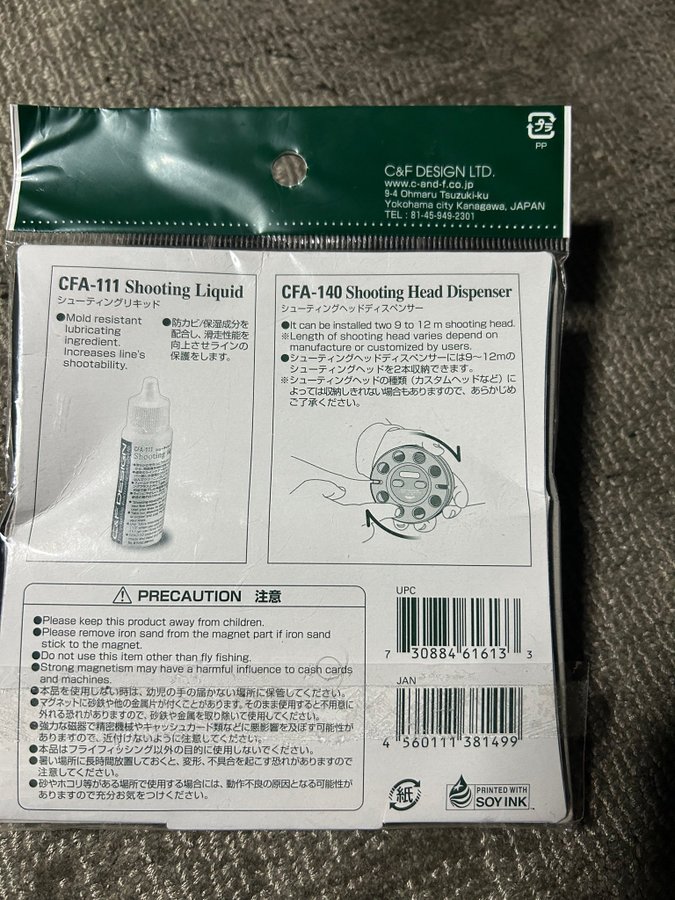 プラ
PP
C&F DESIGN LTD.
www.c-and-f.co.jp
9-4 Ohmaru Tsuzuki-ku
Yokohama city Kanagawa, JAPAN
TEL : 81-45-949-2301
CFA-111 Shooting Liquid
シューティングリキッド
●Mold resistant
lubricating
ingredient.
Increases line's
shootability.
●防カビ/保湿成分を
配合し、滑走性能を
向上させラインの
保護をします。
CFA-111
Shooting
C&F DESIGN
CFA-140 Shooting Head Dispenser
シューティングヘッドディスペンサー
●It can be installed two 9 to 12 m shooting head.
※Length of shooting head varies depend on
manufacture or customized by users.
●シューティングヘッドディスペンサーには9〜12mの
シューティングヘッドを2本収納できます。
※シューティングヘッドの種類（カスタムヘッドなど）に
よっては収納しきれない場合もありますので、あらかじめ
ご了承ください。
PRECAUTION 注意
●Please keep this product away from children.
●Please remove iron sand from the magnet part if iron sand
stick to the magnet.
●Do not use this item other than fly fishing.
●Strong magnetism may have a harmful influence to cash cards
and machines.
●本品を使用しない時は、幼児の手の届かない場所に保管してください。
●マグネットに砂鉄や他の金属片が付くことがあります。そのまま使用すると不用意に
外れる恐れがありますので、砂鉄や金属を取り除いて使用してください。
●強力な磁器で精密機械やキャッシュカード類などに悪影響を及ぼす可能性が
ありますので、近付けないように注意してください。
●本品はフライフィッシング以外の目的に使用しないでください。
●暑い場所に長時間放置しておくと、変形、不具合を起こす恐れがありますので
注意してください。
●砂やホコリ等がある場所で使用する場合には、動作不良の原因となる可能性が
ありますので充分お気をつけください。
UPC
7 30884 61613 3
JAN
4 560111 381499
紙
PRINTED WITH
SOY INK